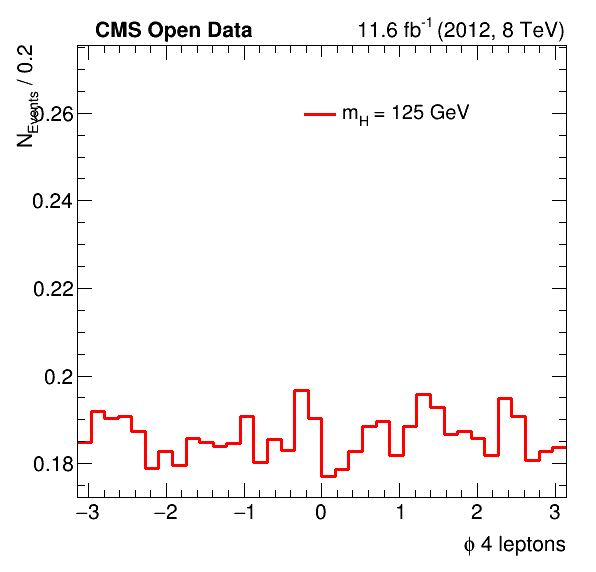 CMS Open Data
11.6 fb-1 (2012, 8 TeV)
NEvents / 0.2
0.26
mH = 125 GeV
0.24
0.22
0.2
0.18
−3 −2 −1 0 1 2 3
ϕ 4 leptons